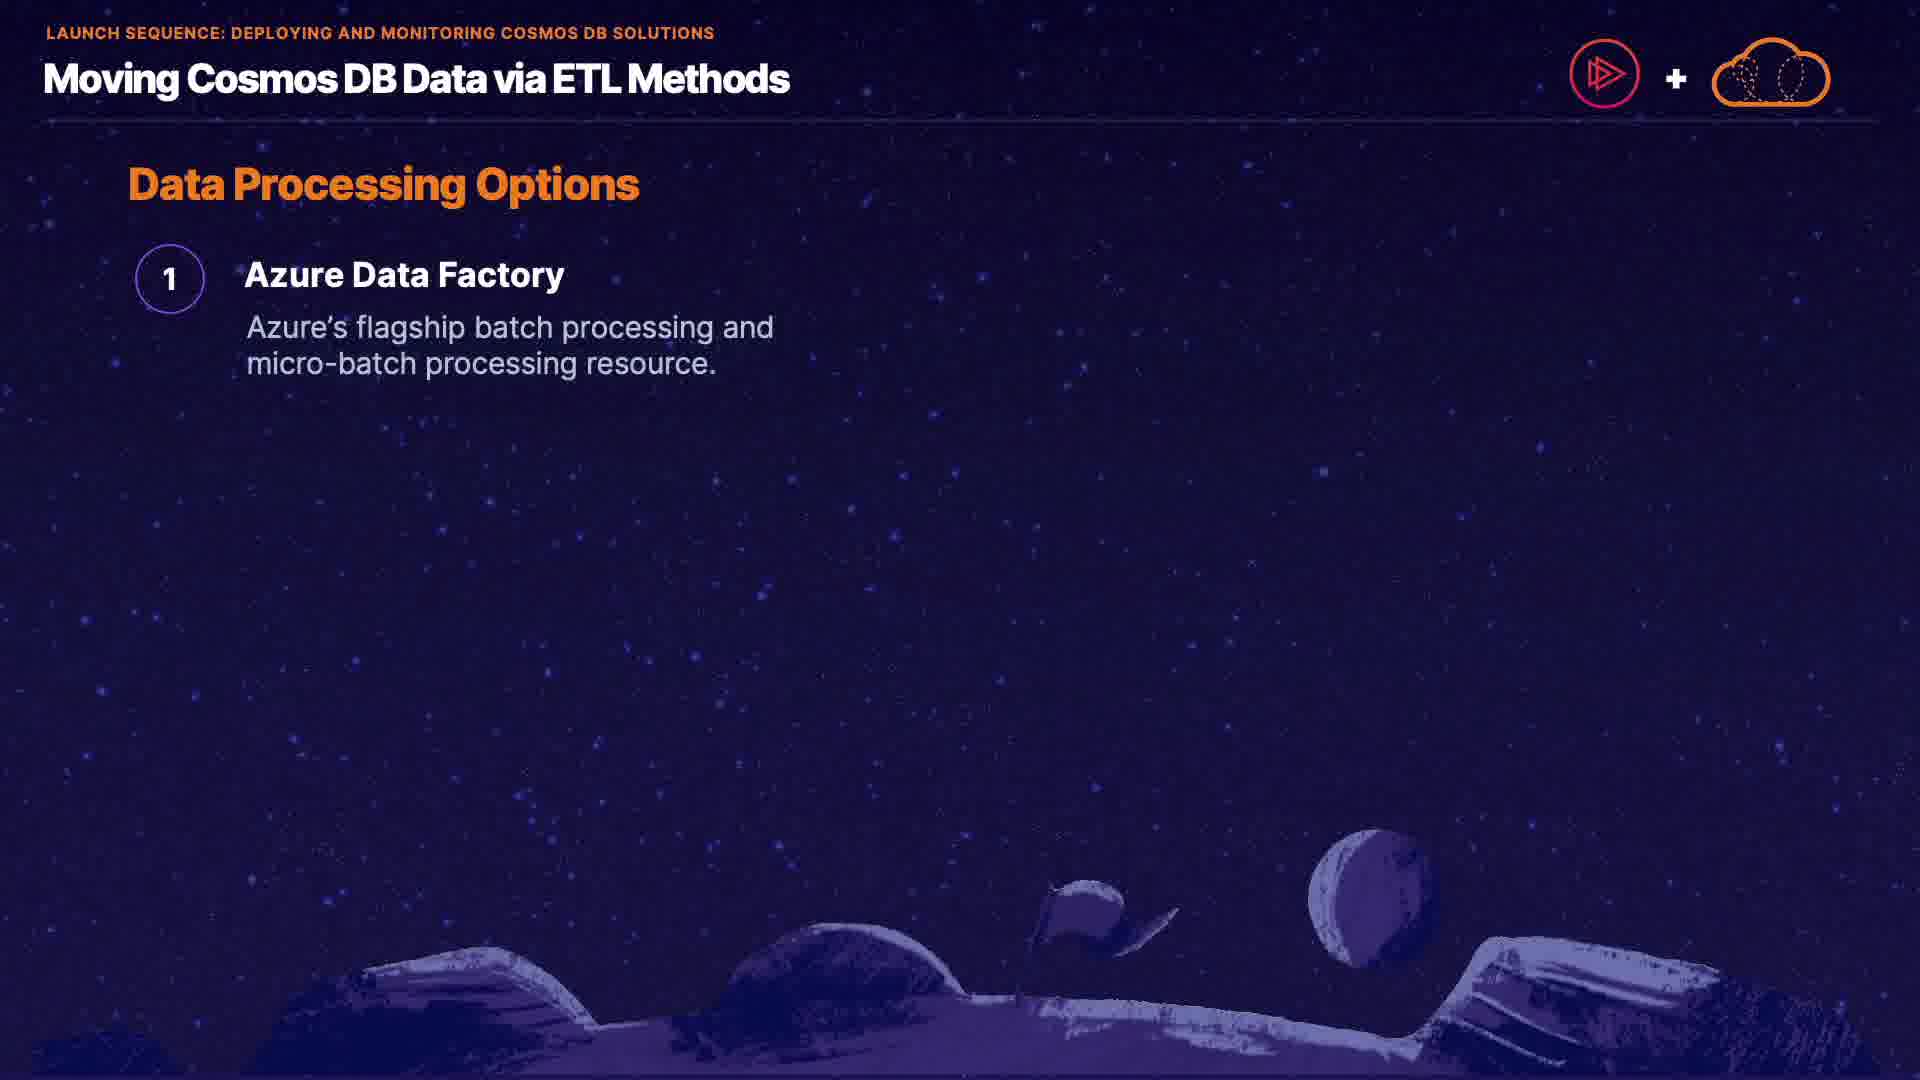 LAUNCH SEQUENCE: DEPLOYING AND MONITORING COSMOS DB SOLUTIONS
Moving Cosmos DB Data via ETL Methods
+
Data Processing Options
1
Azure Data Factory
Azure’s flagship batch processing and
micro-batch processing resource.